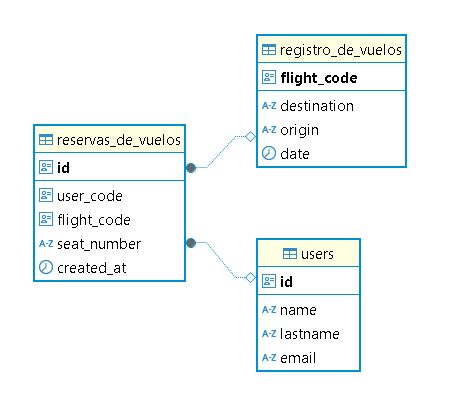 registro_de_vuelos
flight_code
A-Z destination
A-Z origin
date
reservas_de_vuelos
id
user_code
flight_code
A-Z seat_number
created_at
users
id
A-Z name
A-Z lastname
A-Z email